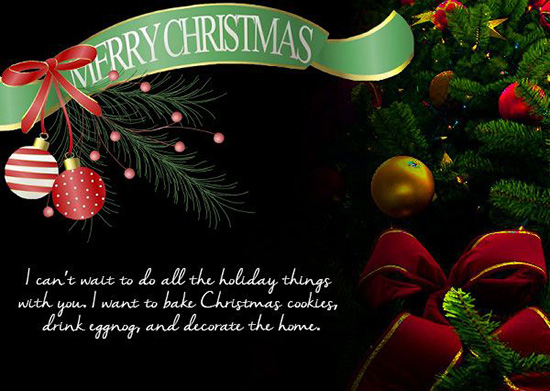 MERRY CHRISTMAS
I can't wait to do all the holiday things
with you. I want to bake Christmas cookies,
drink eggnog, and decorate the home.